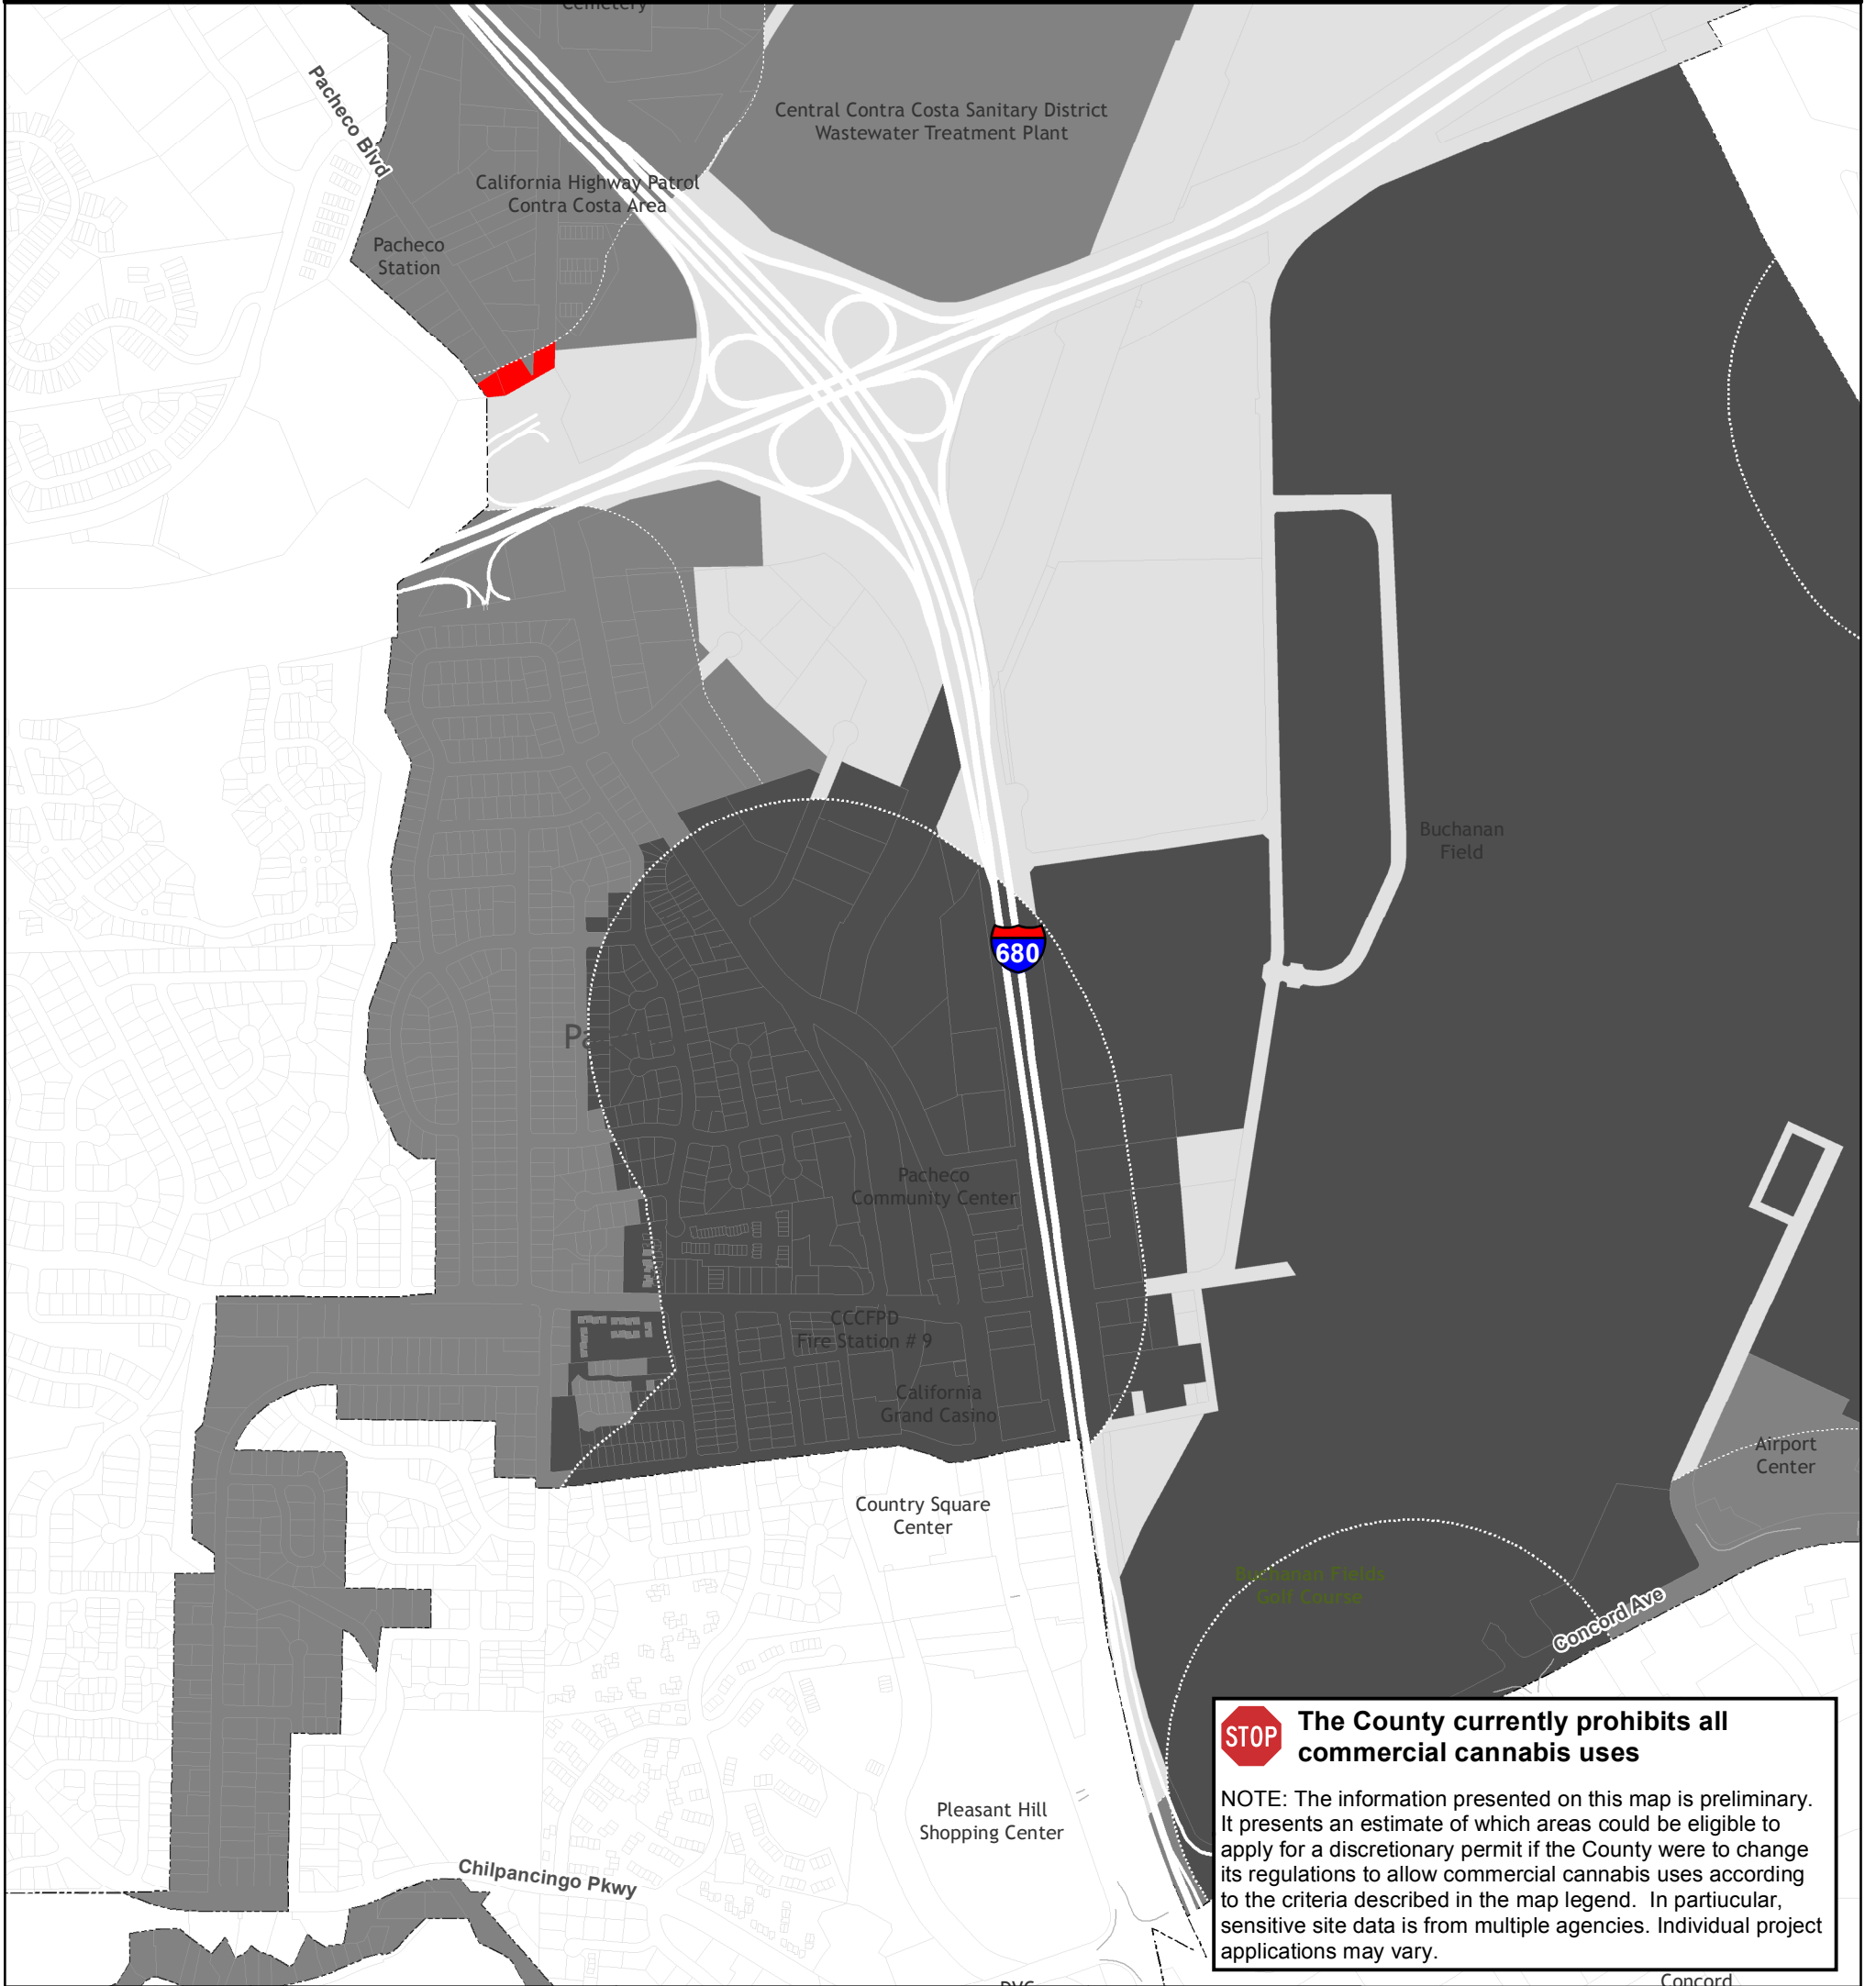 Cemetery
Pacheco Blvd
Central Contra Costa Sanitary District
Wastewater Treatment Plant
California Highway Patrol
Contra Costa Area
Pacheco
Station
Buchanan
Field
680
Pa
Pacheco
Community Center
CCCFPD
Fire Station # 9
California
Grand Casino
Airport
Center
Country Square
Center
Buchanan Fields
Golf Course
Concord Ave
Pleasant Hill
Shopping Center
Chilpancingo Pkwy
STOP
The County currently prohibits all
commercial cannabis uses
NOTE: The information presented on this map is preliminary.
It presents an estimate of which areas could be eligible to
apply for a discretionary permit if the County were to change
its regulations to allow commercial cannabis uses according
to the criteria described in the map legend. In partiucular,
sensitive site data is from multiple agencies. Individual project
applications may vary.
DVC
Concord